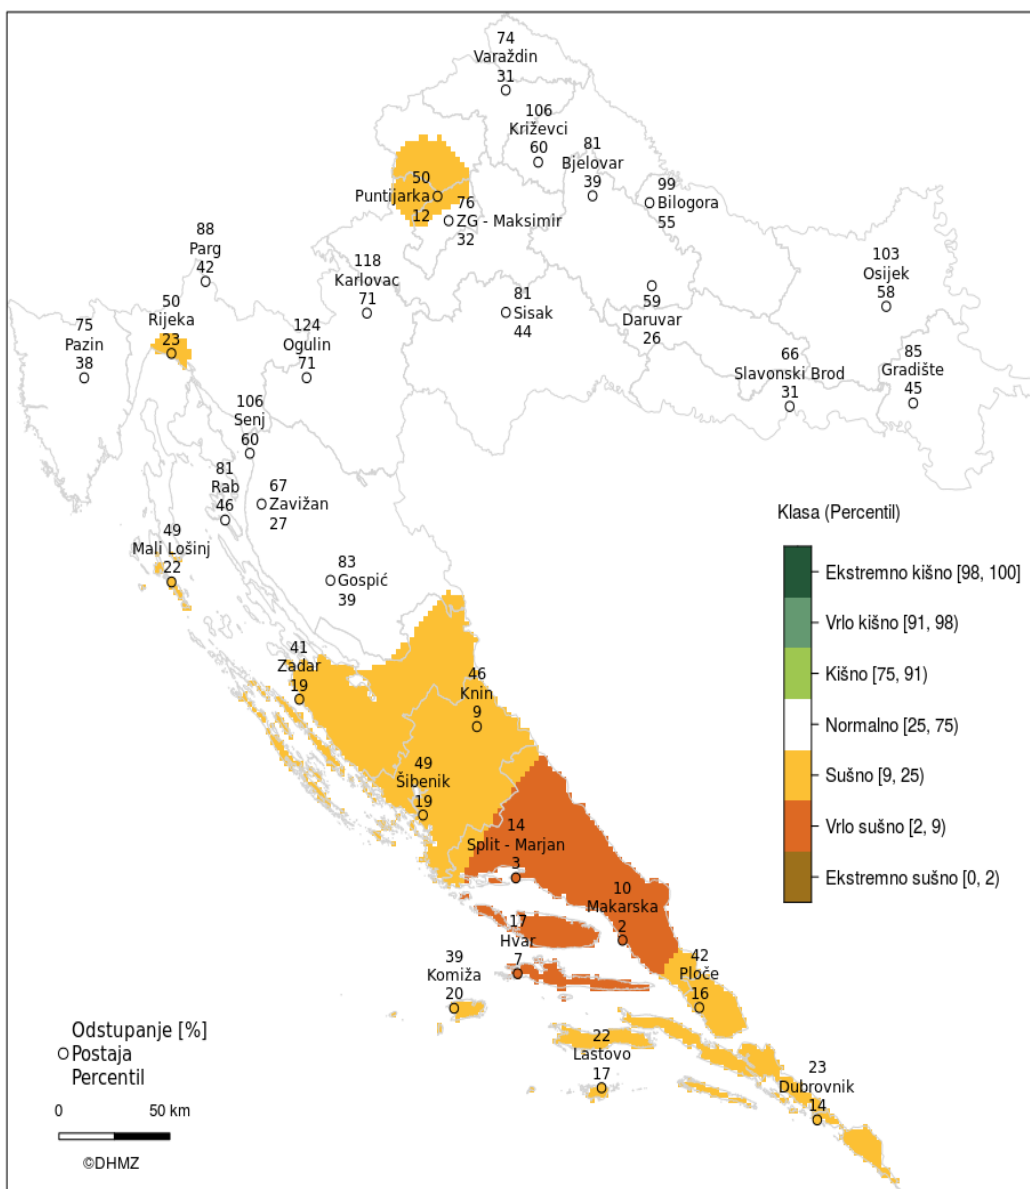 74
Varaždin
31
106
Križevci
60
81
Bjelovar
39
50
Puntijarka
12
76
ZG - Maksimir
32
99
Bilogora
55
88
Parg
42
118
Karlovac
71
103
Osijek
58
50
Rijeka
23
75
Pazin
38
124
Ogulin
71
81
Sisak
44
59
Daruvar
26
66
Slavonski Brod
31
85
Gradište
45
106
Senj
60
81
Rab
46
67
Zavižan
27
49
Mali Lošinj
22
83
Gospić
39
41
Zadar
19
46
Knin
9
49
Šibenik
19
14
Split - Marjan
3
10
Makarska
2
17
Hvar
7
39
Komiža
20
42
Ploče
16
22
Lastovo
17
23
Dubrovnik
14
Klasa (Percentil)
Ekstremno kišno [98, 100]
Vrlo kišno [91, 98)
Kišno [75, 91)
Normalno [25, 75)
Sušno [9, 25)
Vrlo sušno [2, 9)
Ekstremno sušno [0, 2)
Odstupanje [%]
Postaja
Percentil
0 50 km
©DHMZ